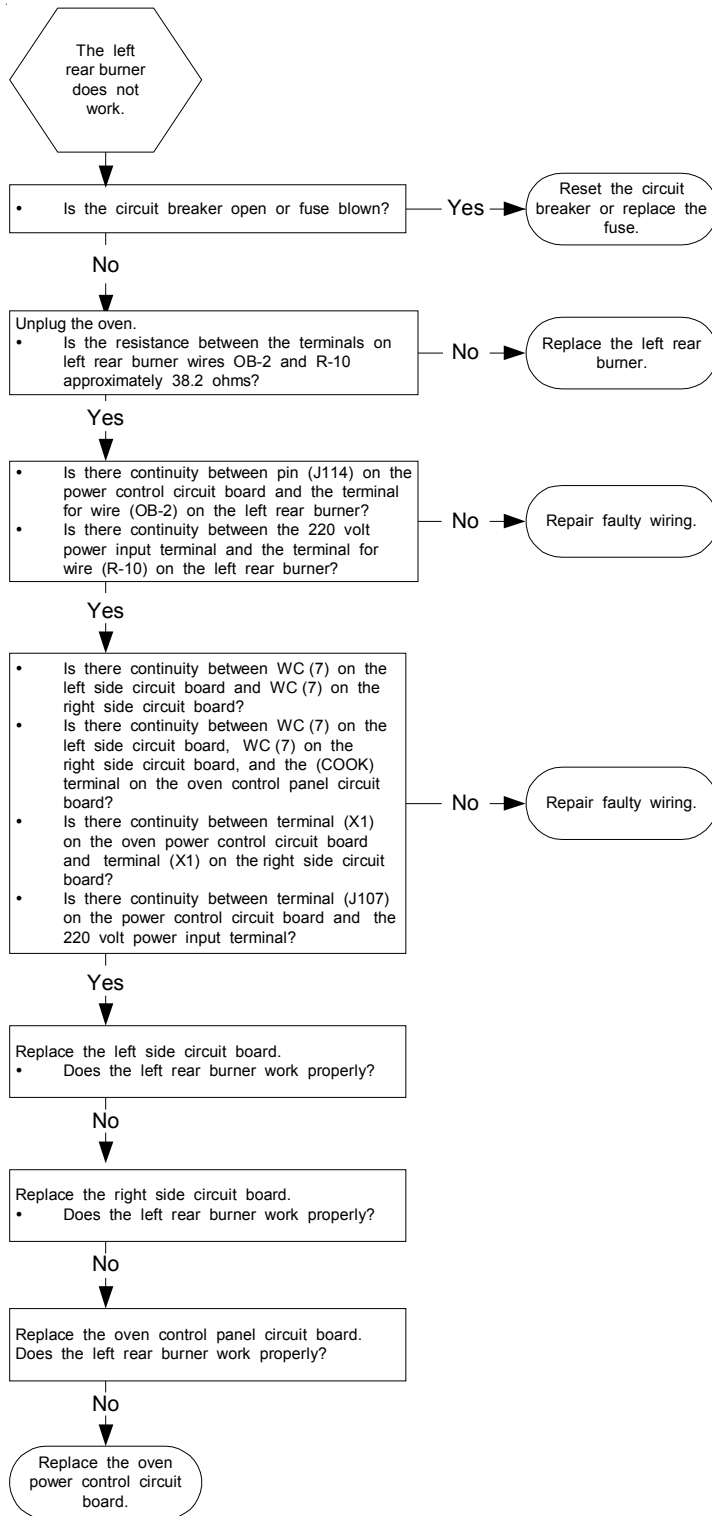 The left
rear burner
does not
work.
• Is the circuit breaker open or fuse blown?
Yes
Reset the circuit
breaker or replace the
fuse.
No
Unplug the oven.
• Is the resistance between the terminals on
left rear burner wires OB-2 and R-10
approximately 38.2 ohms?
No
Replace the left rear
burner.
Yes
• Is there continuity between pin (J114) on the
power control circuit board and the terminal
for wire (OB-2) on the left rear burner?
• Is there continuity between the 220 volt
power input terminal and the terminal for
wire (R-10) on the left rear burner?
No
Repair faulty wiring.
Yes
• Is there continuity between WC (7) on the
left side circuit board and WC (7) on the
right side circuit board?
• Is there continuity between WC (7) on the
left side circuit board, WC (7) on the
right side circuit board, and the (COOK)
terminal on the oven control panel circuit
board?
• Is there continuity between terminal (X1)
on the oven power control circuit board
and terminal (X1) on the right side circuit
board?
• Is there continuity between terminal (J107)
on the power control circuit board and the
220 volt power input terminal?
No
Repair faulty wiring.
Yes
Replace the left side circuit board.
• Does the left rear burner work properly?
No
Replace the right side circuit board.
• Does the left rear burner work properly?
No
Replace the oven control panel circuit board.
Does the left rear burner work properly?
No
Replace the oven
power control circuit
board.